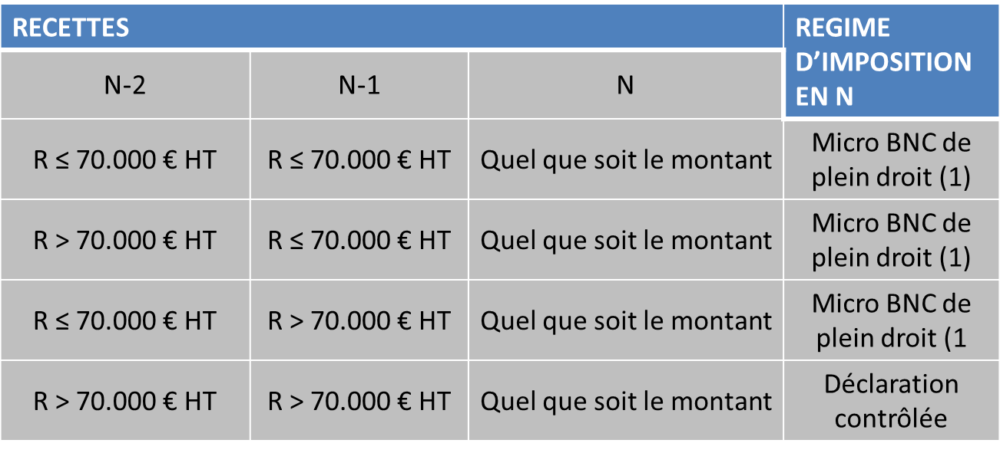 RECETTES
REGIME
D’IMPOSITION
EN N
N-2
N-1
N
R ≤ 70.000 € HT
R ≤ 70.000 € HT
Quel que soit le montant
Micro BNC de
plein droit (1)
R > 70.000 € HT
R ≤ 70.000 € HT
Quel que soit le montant
Micro BNC de
plein droit (1)
R ≤ 70.000 € HT
R > 70.000 € HT
Quel que soit le montant
Micro BNC de
plein droit (1
R > 70.000 € HT
R > 70.000 € HT
Quel que soit le montant
Déclaration
contrôlée